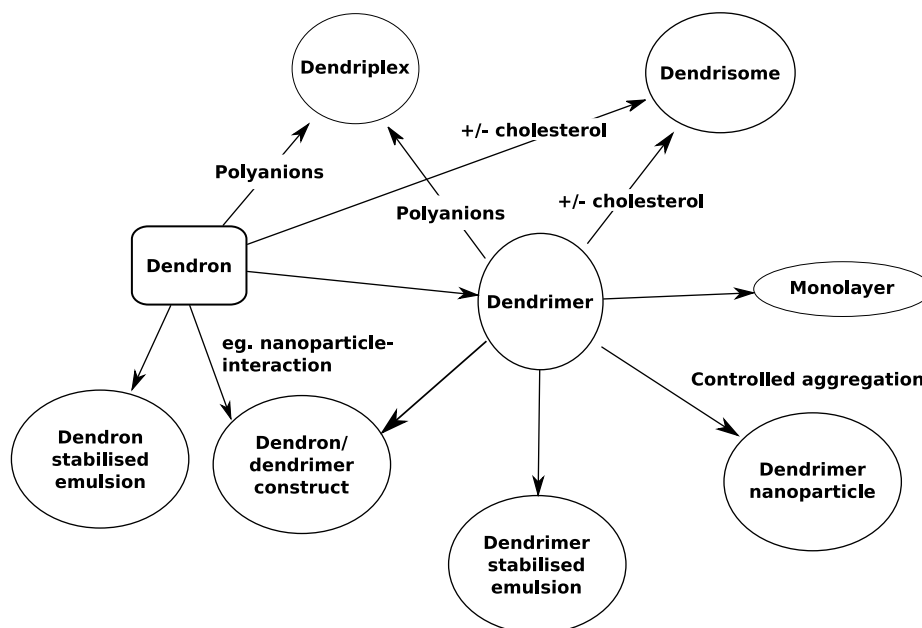 Dendriplex
Dendrisome
+/- cholesterol
Polyanions
+/- cholesterol
Polyanions
Dendron
Dendrimer
Monolayer
eg. nanoparticle-
interaction
Controlled aggregation
Dendron
stabilised
emulsion
Dendron/
dendrimer
construct
Dendrimer
nanoparticle
Dendrimer
stabilised
emulsion